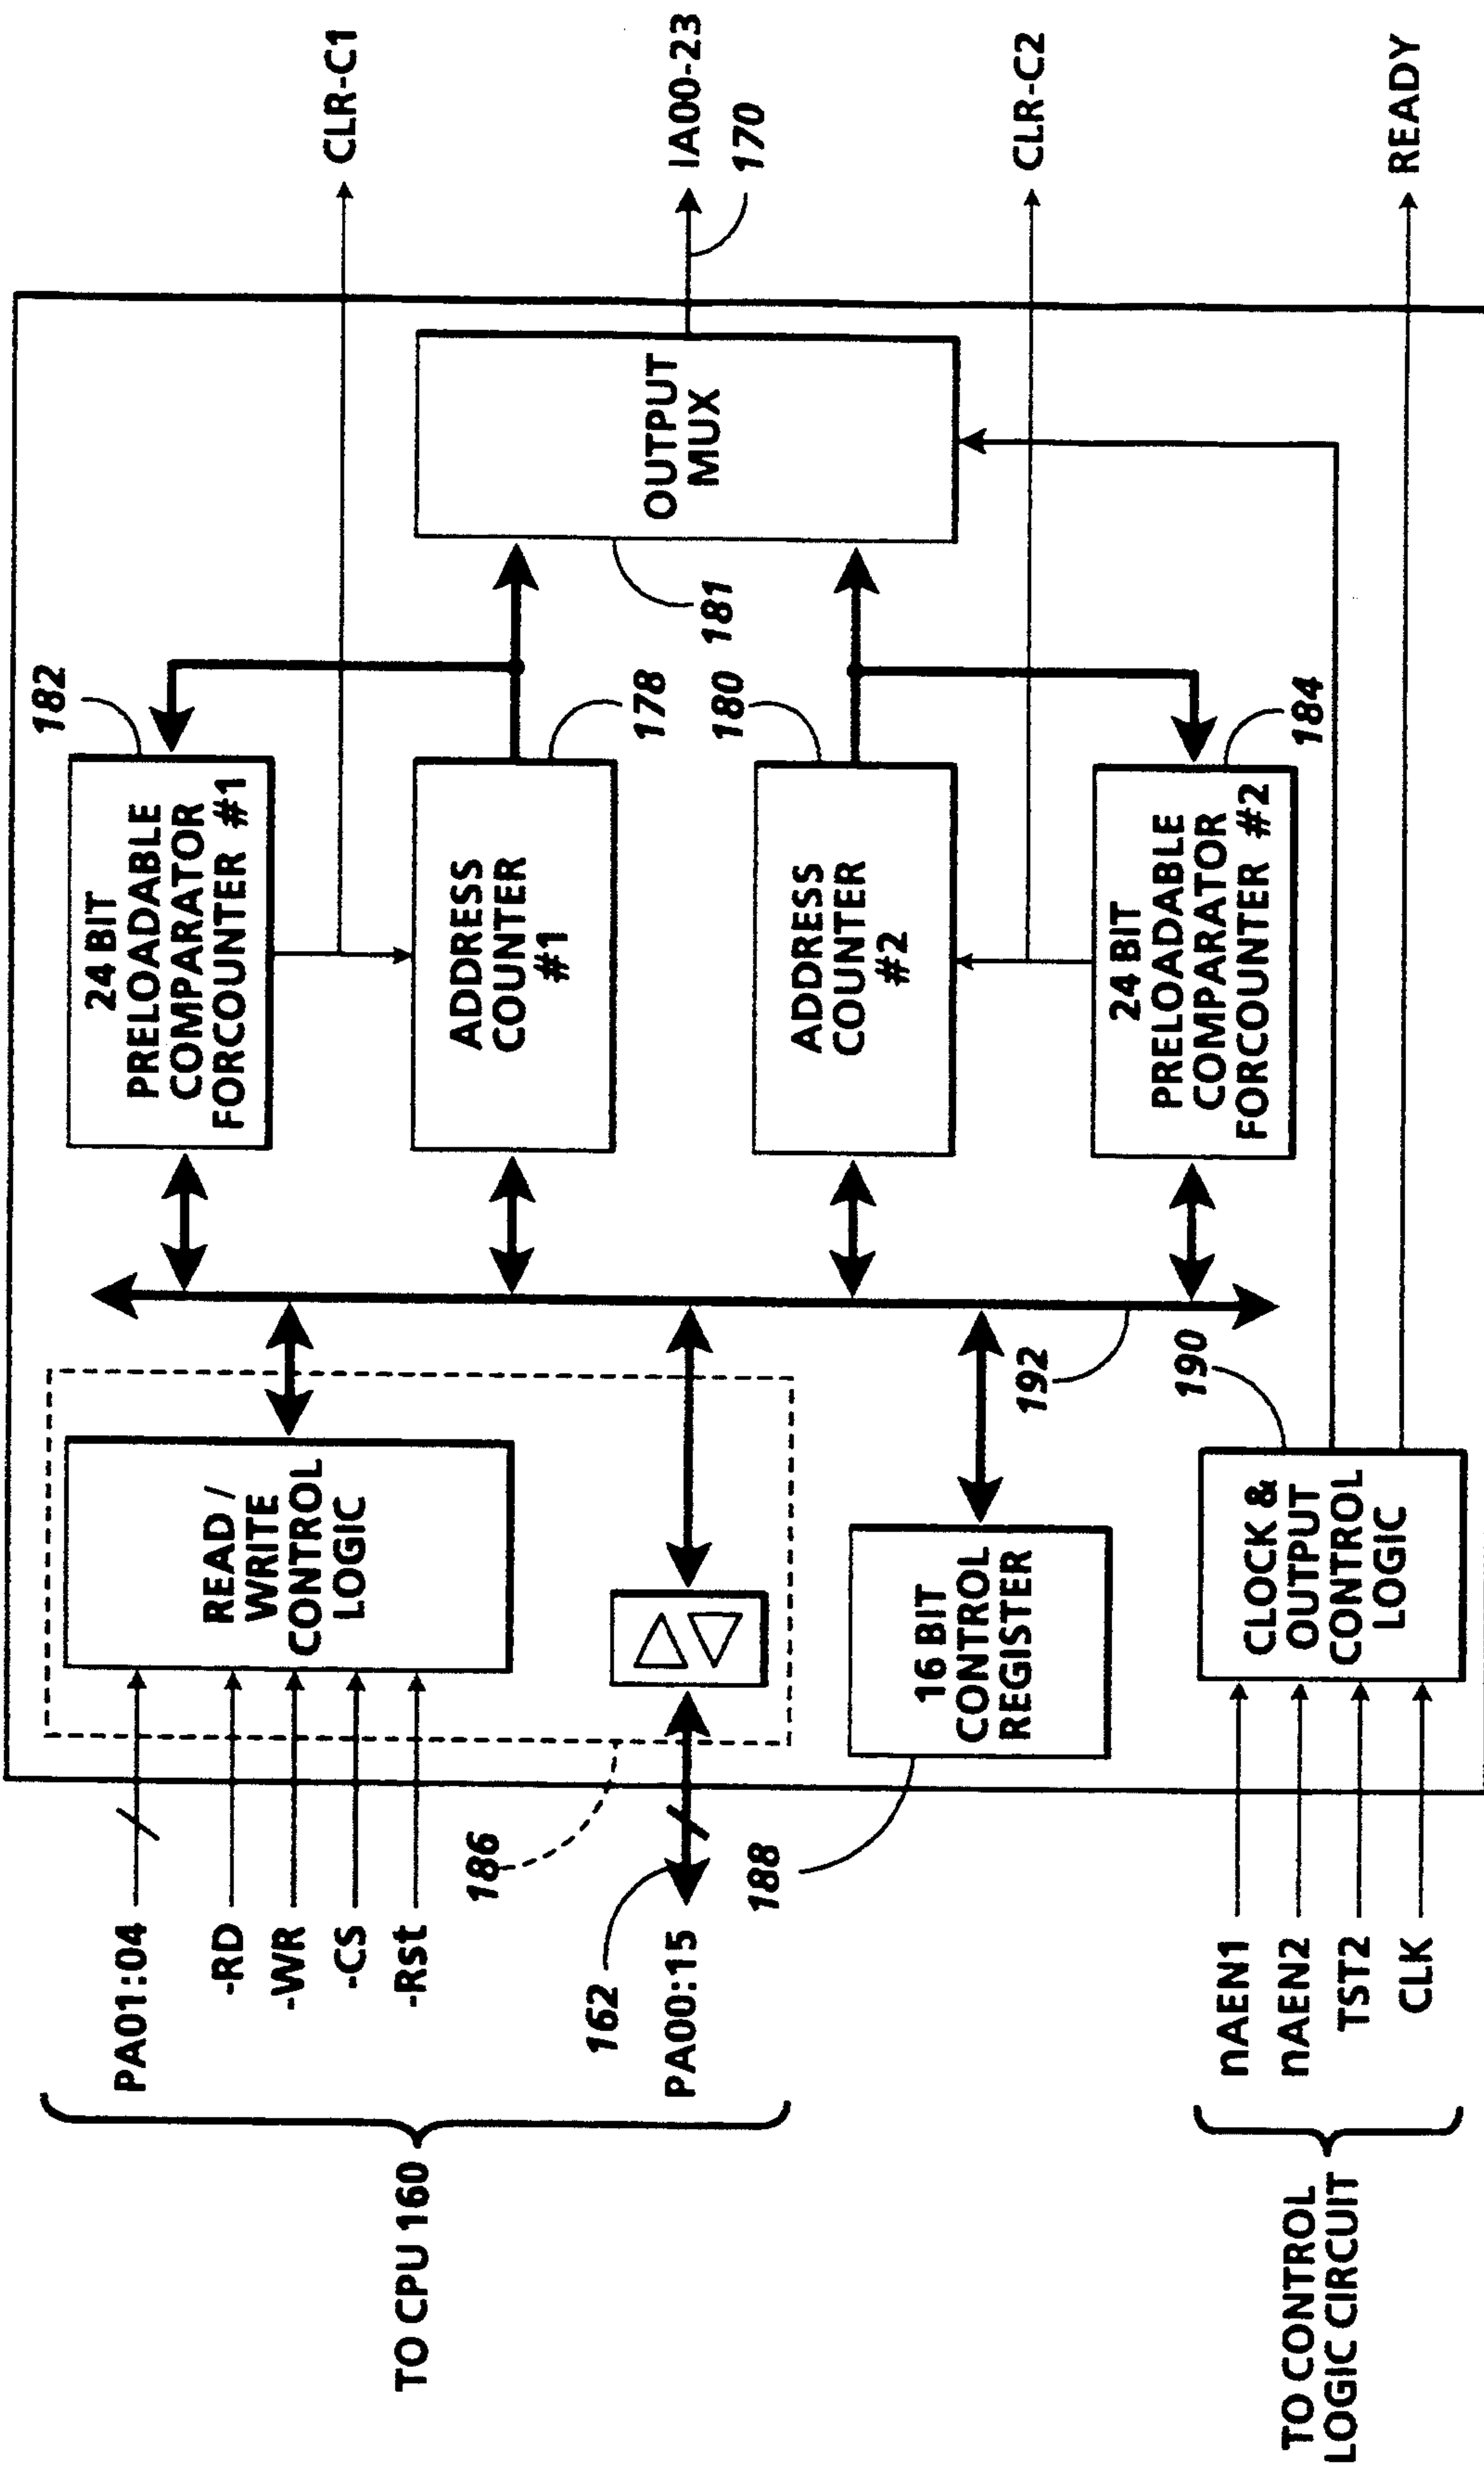 182
24 BIT
PRELOADABLE
COMPARATOR
FORCOUNTER #1
CLR-C1
READ /
WRITE
CONTROL
LOGIC
PA01:04
-RD
-WR
-CS
-Rst
TO CPU 160
186
ADDRESS
COUNTER
#1
178
OUTPUT
MUX
181
IA00-23
170
162
PA00:15
180
ADDRESS
COUNTER
#2
188
16 BIT
CONTROL
REGISTER
192
24 BIT
PRELOADABLE
COMPARATOR
FORCOUNTER #2
184
CLR-C2
190
CLOCK &
OUTPUT
CONTROL
LOGIC
nAEN1
nAEN2
TST2
CLK
TO CONTROL
LOGIC CIRCUIT
READY